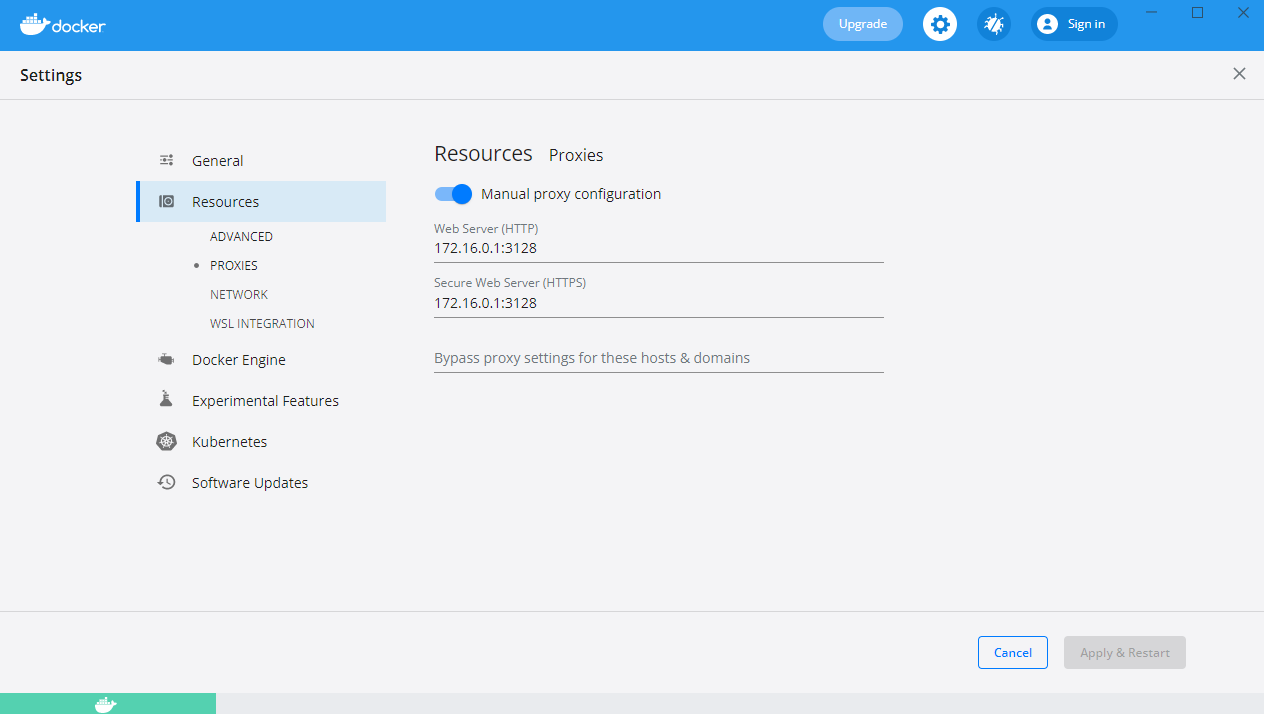 docker
Upgrade
Sign in
Settings
General
Resources
ADVANCED
PROXIES
NETWORK
WSL INTEGRATION
Docker Engine
Experimental Features
Kubernetes
Software Updates
Resources Proxies
Manual proxy configuration
Web Server (HTTP)
172.16.0.1:3128
Secure Web Server (HTTPS)
172.16.0.1:3128
Bypass proxy settings for these hosts & domains
Cancel
Apply & Restart